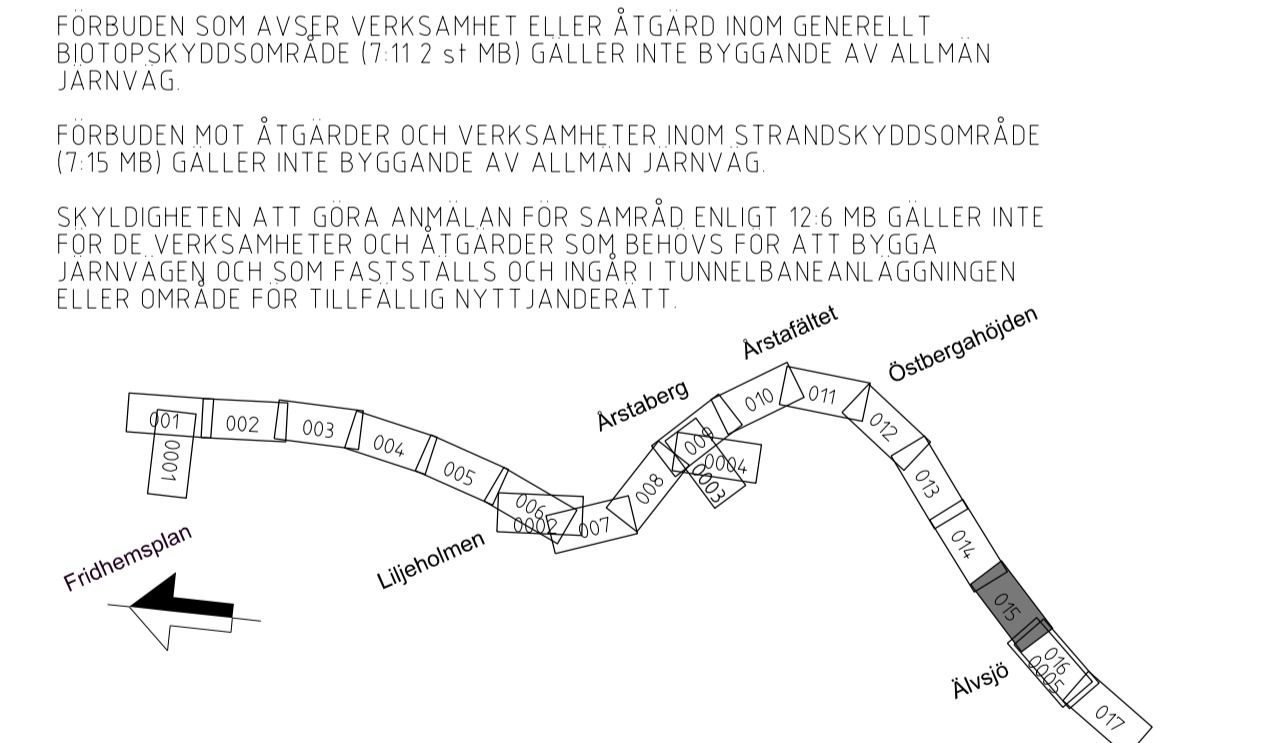 FÖRBUDEN SOM AVSER VERKSAMHET ELLER ÅTGÄRD INOM GENERELLT
BIOTOPSKYDDSOMRÅDE (7:11 2 st MB) GÄLLER INTE BYGGANDE AV ALLMÄN
JÄRNVÄG.
FÖRBUDEN MOT ÅTGÄRDER OCH VERKSAMHETER INOM STRANDSKYDDSOMRÅDE
(7:15 MB) GÄLLER INTE BYGGANDE AV ALLMÄN JÄRNVÄG.
SKYLDIGHETEN ATT GÖRA ANMÄLAN FÖR SAMRÅD ENLIGT 12:6 MB GÄLLER INTE
FÖR DE VERKSAMHETER OCH ÅTGÄRDER SOM BEHÖVS FÖR ATT BYGGA
JÄRNVÄGEN OCH SOM FASTSTÄLLS OCH INGÅR I TUNNELBANEANLÄGGNINGEN
ELLER OMRÅDE FÖR TILLFÄLLIG NYTTJANDERÄTT.
Fridhemsplan
Liljeholmen
Årstaberg
Årstafältet
Östbergahöjden
Älvsjö
001
0001
002
003
004
005
006
0002
007
008
009
0004
0003
010
011
012
013
014
015
016
0005
017